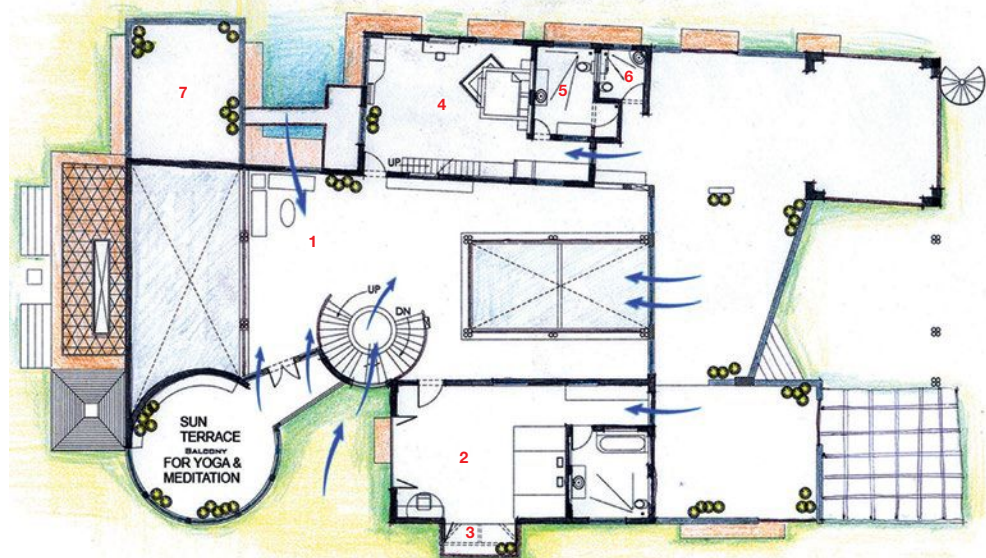 7
4
5
6
UP
1
UP
DN
SUN
TERRACE
BALCONY
FOR YOGA &
MEDITATION
2
3